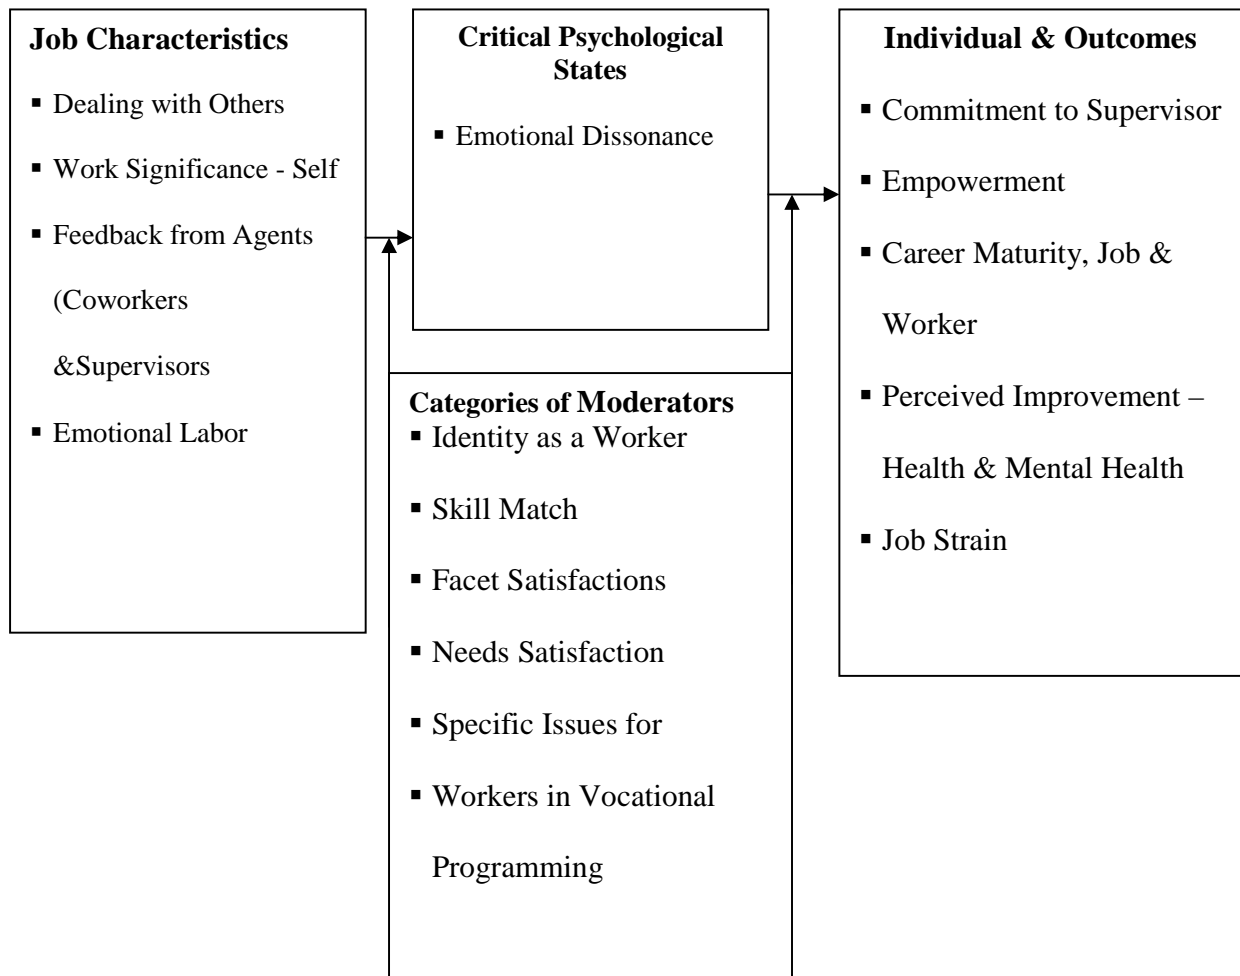 Job Characteristics
▪ Dealing with Others
▪ Work Significance - Self
▪ Feedback from Agents
(Coworkers
&Supervisors
▪ Emotional Labor
Critical Psychological
States
▪ Emotional Dissonance
Categories of Moderators
▪ Identity as a Worker
▪ Skill Match
▪ Facet Satisfactions
▪ Needs Satisfaction
▪ Specific Issues for
▪ Workers in Vocational
Programming
Individual & Outcomes
▪ Commitment to Supervisor
▪ Empowerment
▪ Career Maturity, Job &
Worker
▪ Perceived Improvement –
Health & Mental Health
▪ Job Strain